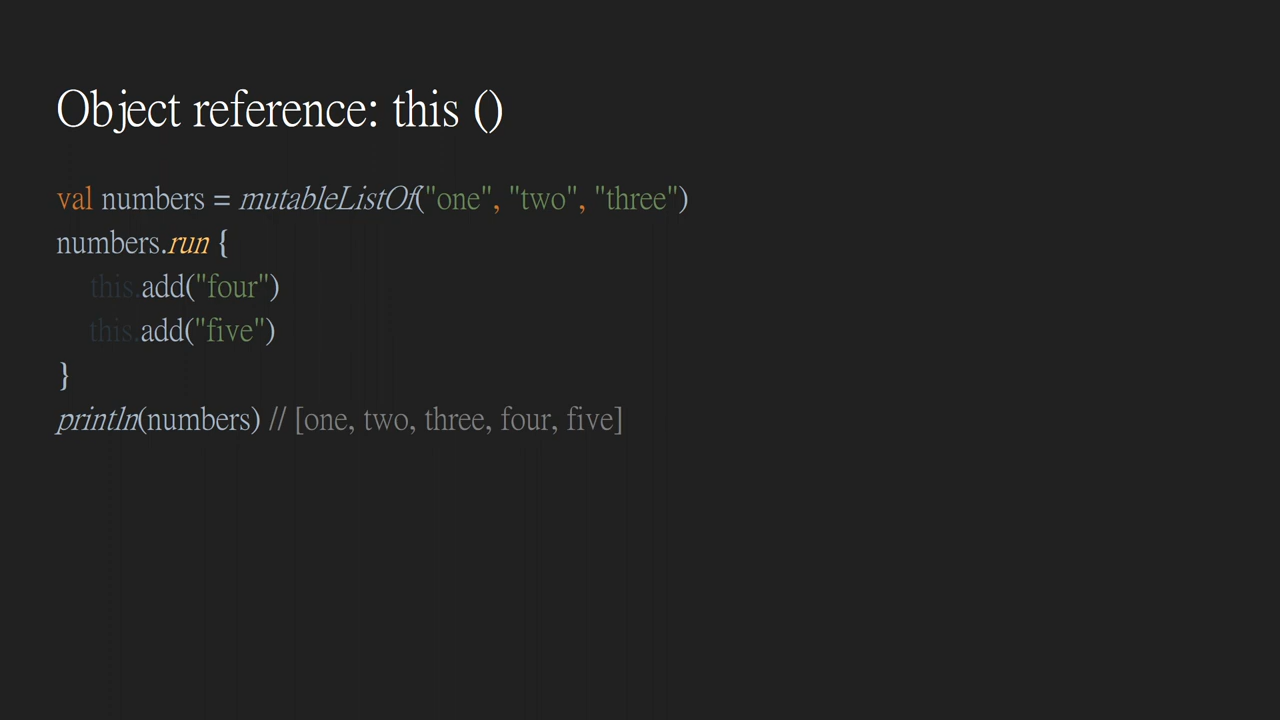 Object reference: this ()
val numbers = mutableListOf("one", "two", "three")
numbers.run {
this.add("four")
this.add("five")
}
println(numbers) // [one, two, three, four, five]